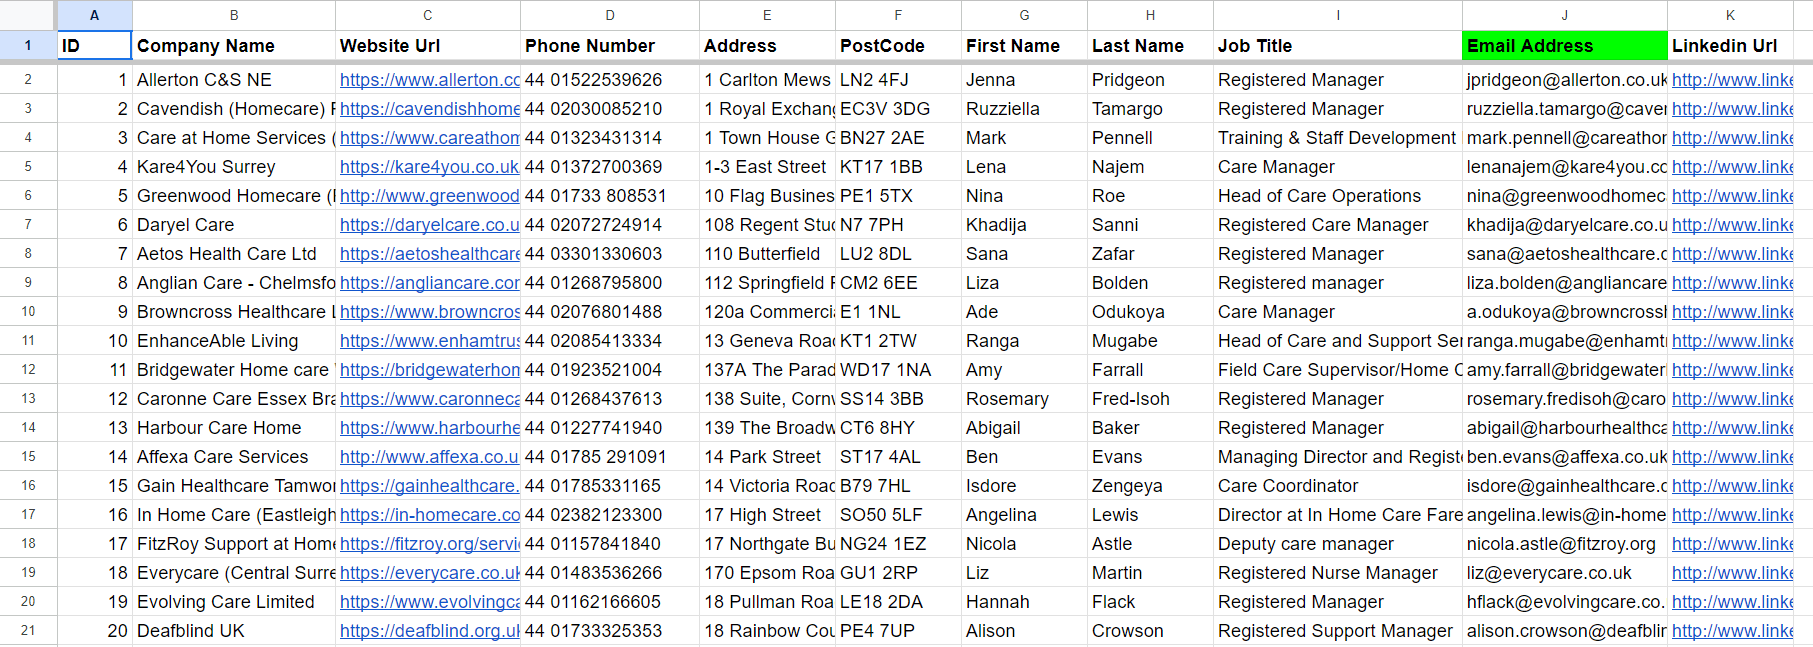 A B C D E F G H I J K
1 ID Company Name Website Url Phone Number Address PostCode First Name Last Name Job Title Email Address Linkedin Url
2 1 Allerton C&S NE https://www.allerton.co 44 01522539626 1 Carlton Mews LN2 4FJ Jenna Pridgeon Registered Manager jpridgeon@allerton.co.uk http://www.linke
3 2 Cavendish (Homecare) https://cavendishhome 44 02030085210 1 Royal Exchang EC3V 3DG Ruzziella Tamargo Registered Manager ruzziella.tamargo@caver http://www.linke
4 3 Care at Home Services ( https://www.careathom 44 01323431314 1 Town House G BN27 2AE Mark Pennell Training & Staff Development mark.pennell@careathor http://www.linke
5 4 Kare4You Surrey https://kare4you.co.uk 44 01372700369 1-3 East Street KT17 1BB Lena Najem Care Manager lenanajem@kare4you.co http://www.linke
6 5 Greenwood Homecare ( http://www.greenwood 44 01733 808531 10 Flag Busines PE1 5TX Nina Roe Head of Care Operations nina@greenwoodhomec http://www.linke
7 6 Daryel Care https://daryelcare.co.u 44 02072724914 108 Regent Stuc N7 7PH Khadija Sanni Registered Care Manager khadija@daryelcare.co.u http://www.linke
8 7 Aetos Health Care Ltd https://aetoshealthcare 44 03301330603 110 Butterfield LU2 8DL Sana Zafar Registered Manager sana@aetoshealthcare.c http://www.linke
9 8 Anglian Care - Chelmsfo https://angliancare.cor 44 01268795800 112 Springfield F CM2 6EE Liza Bolden Registered manager liza.bolden@angliancare http://www.linke
10 9 Browncross Healthcare L https://www.browncros 44 02076801488 120a Commerci E1 1NL Ade Odukoya Care Manager a.odukoya@browncrossh http://www.linke
11 10 EnhanceAble Living https://www.enhamtrus 44 02085413334 13 Geneva Road KT1 2TW Ranga Mugabe Head of Care and Support Ser ranga.mugabe@enhamt http://www.linke
12 11 Bridgewater Home care https://bridgewaterhon 44 01923521004 137A The Parad WD17 1NA Amy Farrall Field Care Supervisor/Home C amy.farrall@bridgewater http://www.linke
13 12 Caronne Care Essex Bra https://www.caronneca 44 01268437613 138 Suite, Cornw SS14 3BB Rosemary Fred-Isoh Registered Manager rosemary.fredisoh@caro http://www.linke
14 13 Harbour Care Home https://www.harbourhe 44 01227741940 139 The Broadw CT6 8HY Abigail Baker Registered Manager abigail@harbourhealthca http://www.linke
15 14 Affexa Care Services http://www.affexa.co.u 44 01785 291091 14 Park Street ST17 4AL Ben Evans Managing Director and Registe ben.evans@affexa.co.uk http://www.linke
16 15 Gain Healthcare Tamwor https://gainhealthcare. 44 01785331165 14 Victoria Road B79 7HL Isdore Zengeya Care Coordinator isdore@gainhealthcare.c http://www.linke
17 16 In Home Care (Eastleigh https://in-homecare.co 44 02382123300 17 High Street SO50 5LF Angelina Lewis Director at In Home Care Fare angelina.lewis@in-home http://www.linke
18 17 FitzRoy Support at Home https://fitzroy.org/servi 44 01157841840 17 Northgate Bu NG24 1EZ Nicola Astle Deputy care manager nicola.astle@fitzroy.org http://www.linke
19 18 Everycare (Central Surre https://everycare.co.uk 44 01483536266 170 Epsom Roa GU1 2RP Liz Martin Registered Nurse Manager liz@everycare.co.uk http://www.linke
20 19 Evolving Care Limited https://www.evolvingca 44 01162166605 18 Pullman Roa LE18 2DA Hannah Flack Registered Manager hflack@evolvingcare.co. http://www.linke
21 20 Deafblind UK https://deafblind.org.uk 44 01733325353 18 Rainbow Cou PE4 7UP Alison Crowson Registered Support Manager alison.crowson@deafblin http://www.linke